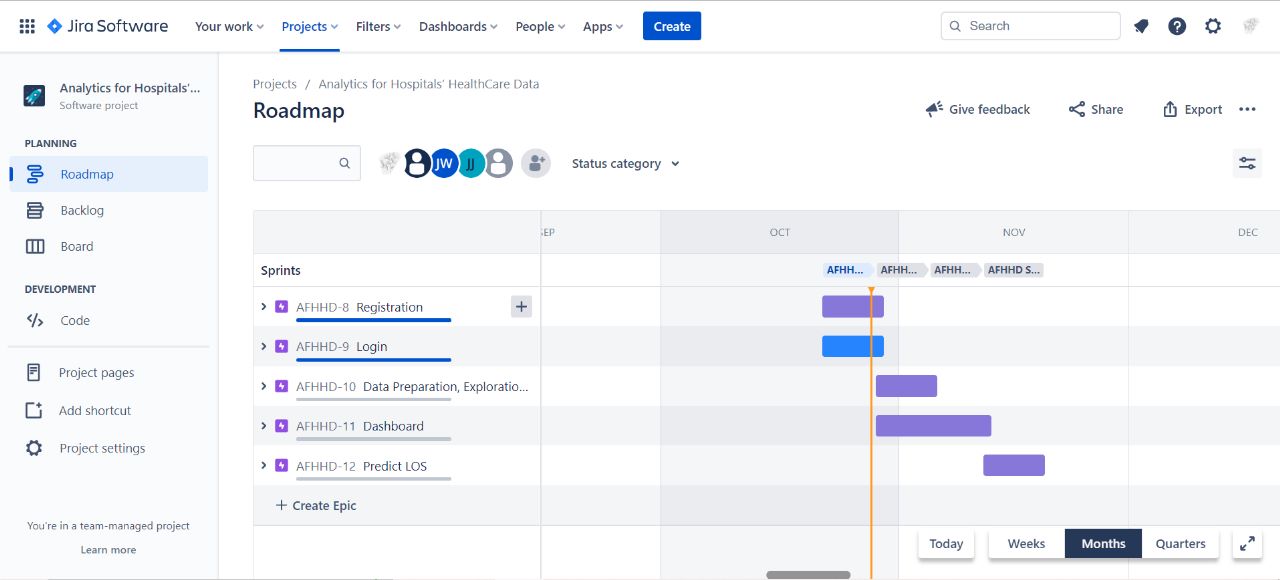 Jira Software
Your work Projects Filters Dashboards People Apps Create
Search
Analytics for Hospitals'...
Software project
PLANNING
Roadmap
Backlog
Board
DEVELOPMENT
Code
Project pages
Add shortcut
Project settings
You're in a team-managed project
Learn more
Projects / Analytics for Hospitals' HealthCare Data
Roadmap
Give feedback Share Export
JW JJ
Status category
SEP OCT NOV DEC
Sprints
AFHH... AFHH... AFHH... AFHHD S...
AFHHD-8 Registration
AFHHD-9 Login
AFHHD-10 Data Preparation, Exploratio...
AFHHD-11 Dashboard
AFHHD-12 Predict LOS
+ Create Epic
Today Weeks Months Quarters